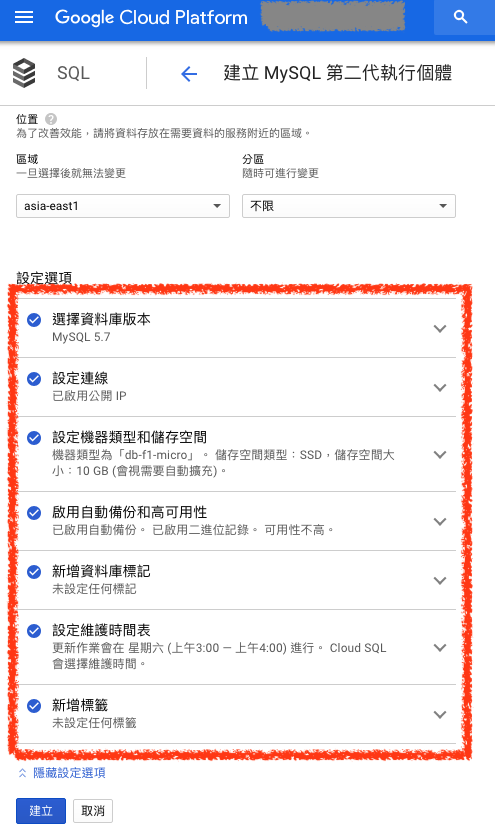 Google Cloud Platform
SQL
建立 MySQL 第二代執行個體
位置
為了改善效能，請將資料存放在需要資料的服務附近的區域。
區域
分區
一旦選擇後就無法變更
隨時可進行變更
asia-east1
不限
設定選項
選擇資料庫版本
MySQL 5.7
設定連線
已啟用公開 IP
設定機器類型和儲存空間
機器類型為「db-f1-micro」。 儲存空間類型：SSD，儲存空間大
小：10 GB (會視需要自動擴充)。
啟用自動備份和高可用性
已啟用自動備份。 已啟用二進位記錄。 可用性不高。
新增資料庫標記
未設定任何標記
設定維護時間表
更新作業會在 星期六 (上午3:00 — 上午4:00) 進行。 Cloud SQL
會選擇維護時間。
新增標籤
未設定任何標籤
隱藏設定選項
建立
取消